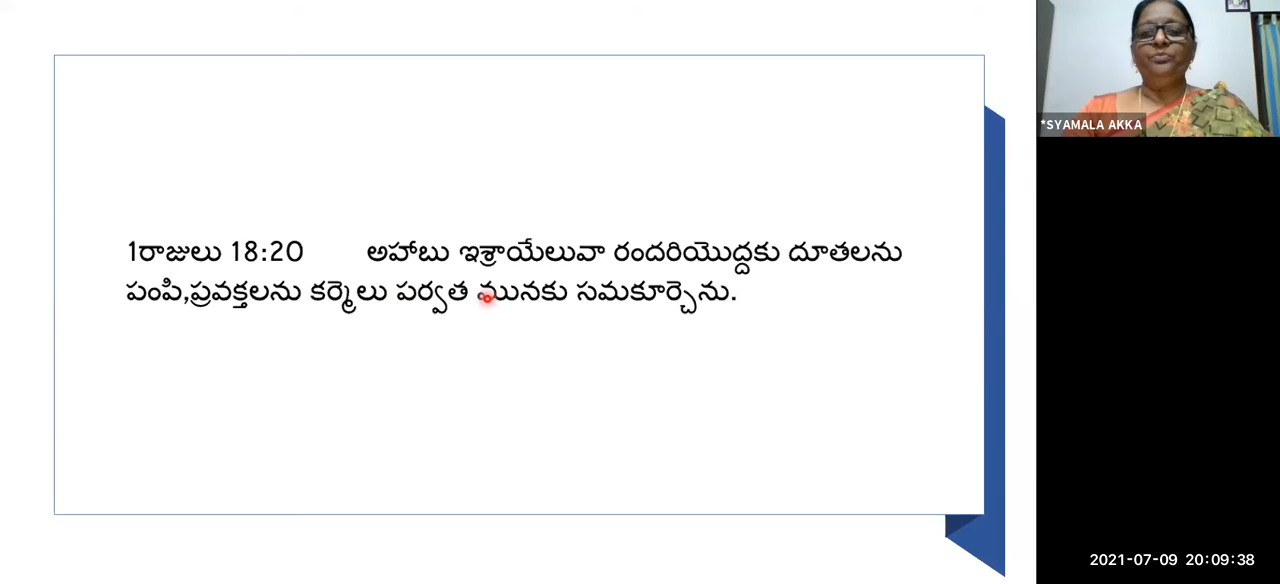 1రాజులు 18:20 అహాబు ఇశ్రాయేలువా రందరియొద్దకు దూతలను
పంపి,ప్రవక్తలను కర్మెలు పర్వత మునకు సమకూర్చెను.
*SYAMALA AKKA
2021-07-09 20:09:38